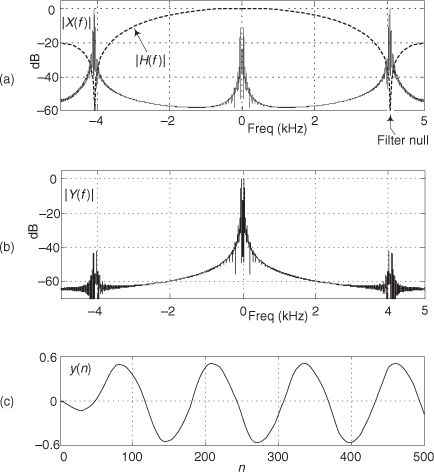 (a)
dB
0
−20
−40
−60
|X(f)|
|H(f)|
−4
−2
0
2
4
5
Freq (kHz)
Filter null
(b)
dB
0
−20
−40
−60
|Y(f)|
−4
−2
0
2
4
5
Freq (kHz)
(c)
0.6
0
−0.6
y(n)
0
100
200
300
400
500
n